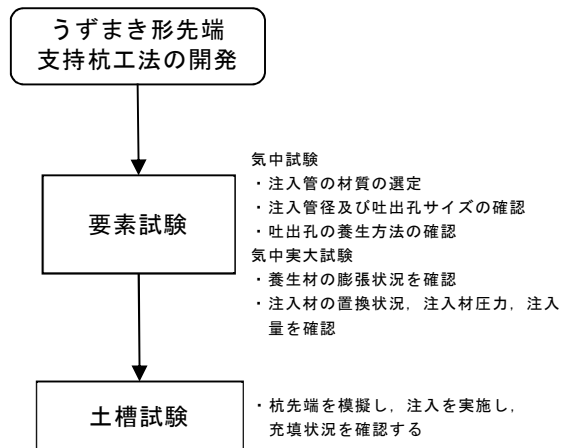 うずまき形先端
支持杭工法の開発
要素試験
気中試験
・注入管の材質の選定
・注入管径及び吐出孔サイズの確認
・吐出孔の養生方法の確認
気中実大試験
・養生材の膨張状況を確認
・注入材の置換状況，注入材圧力，注入
量を確認
土槽試験
・杭先端を模擬し，注入を実施し，
充填状況を確認する